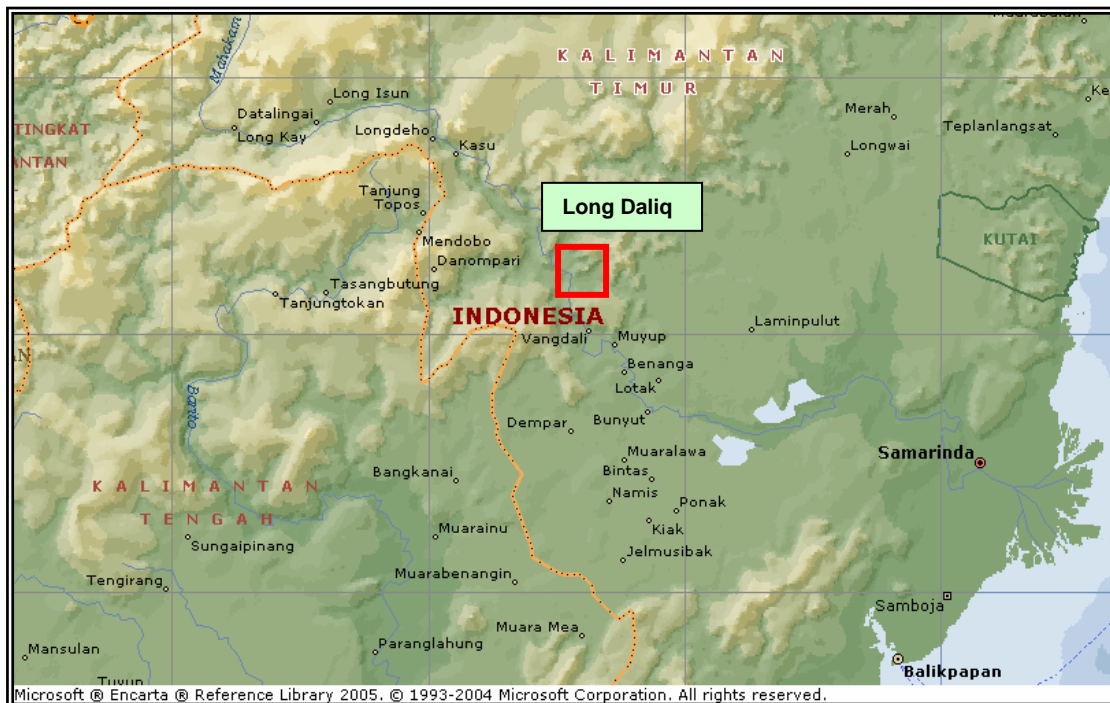 KALIMANTAN
TIMUR
Mahakam
Long Isun
Datalingai
Long Kay
Longdeho
Kasu
Merah
Longwai
Teplanlangsat
TINGKAT
ANTAN
Tanjung
Topos
Long Daliq
Mendobo
Danompari
KUTAI
Tasangbutung
Tanjungtokan
INDONESIA
Vangdali
Muyup
Laminpulut
Benanga
Lotak
Barito
Bunyut
Dempar
Muaralawa
Samarinda
Bangkanai
Bintas
KALIMANTAN
TENGAH
Namis
Ponak
Kiak
Muarainu
Sungaipinang
Jelmusibak
Muarabenangin
Tengirang
Samboja
Muara Mea
Paranglahung
Mansulan
Balikpapan
Microsoft ® Encarta ® Reference Library 2005. © 1993-2004 Microsoft Corporation. All rights reserved.